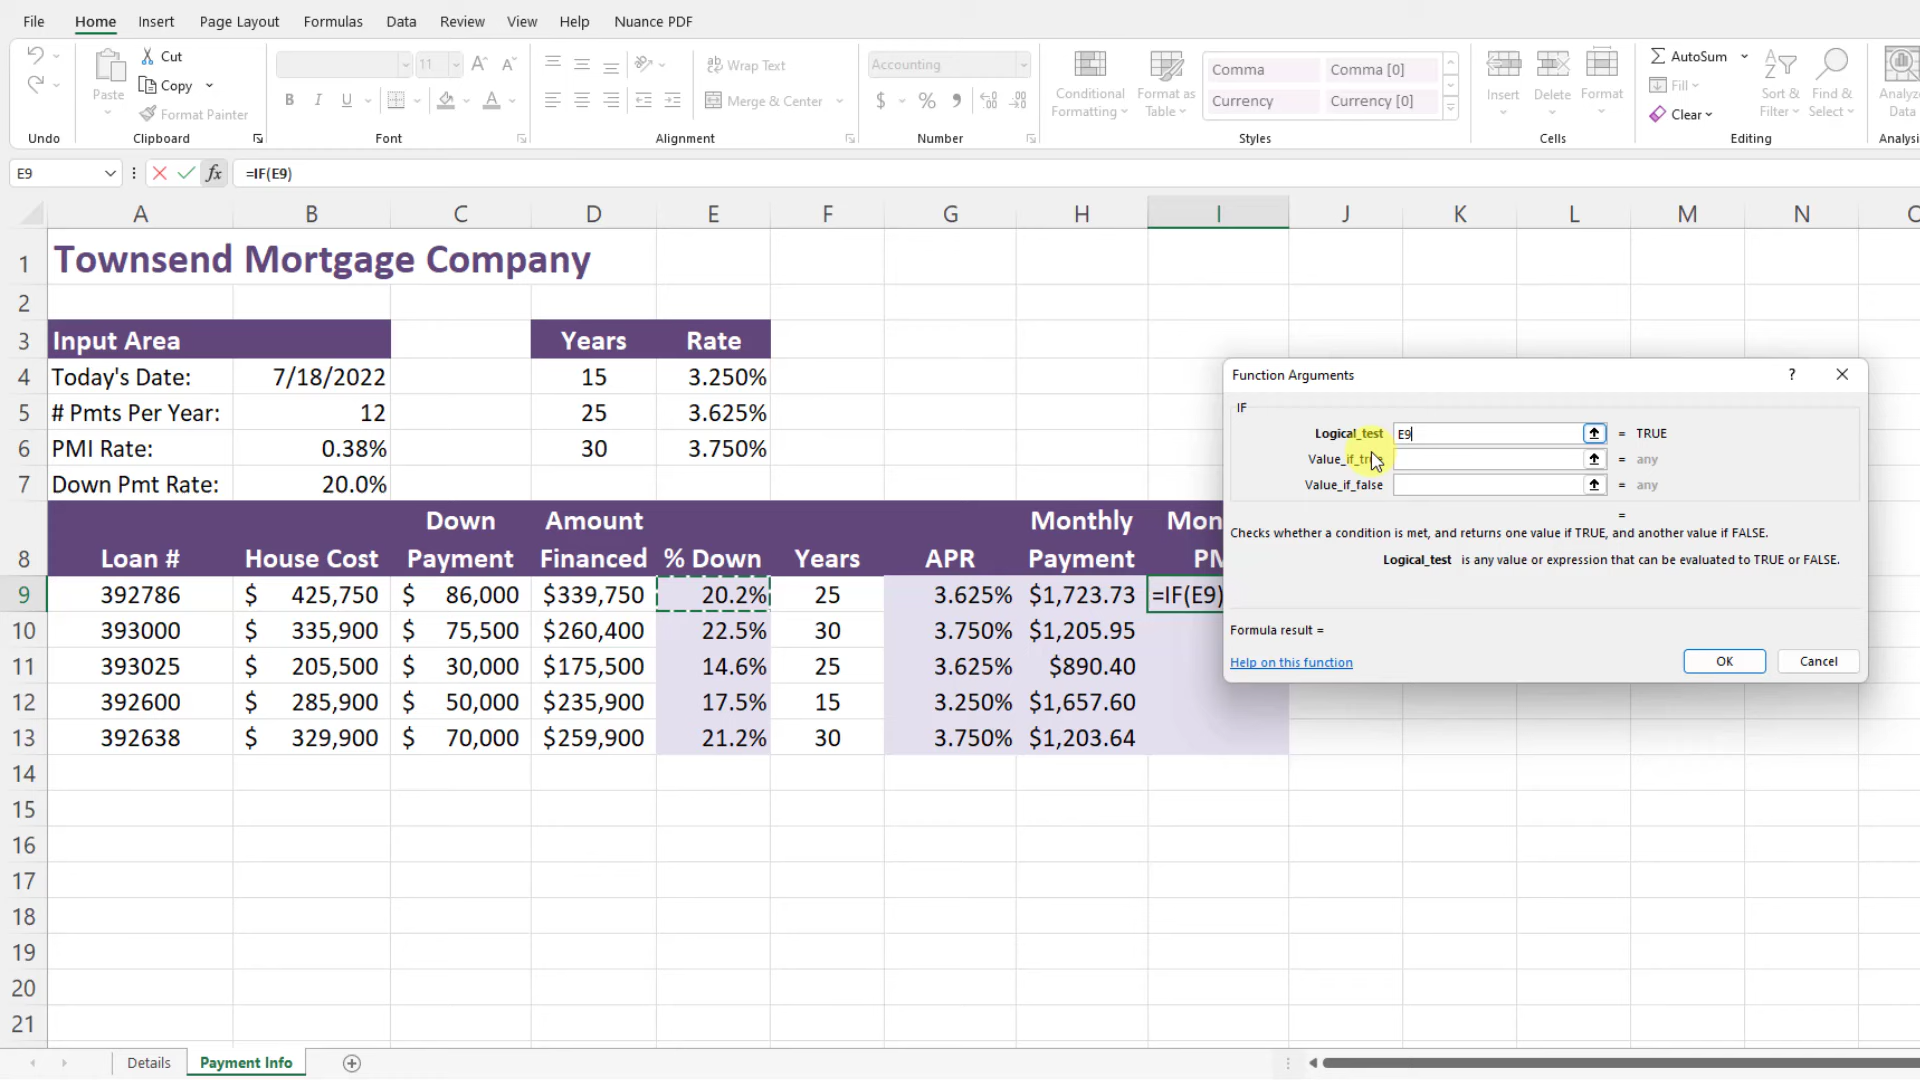 File Home Insert Page Layout Formulas Data Review View Help Nuance PDF
Cut
Copy
Format Painter
Paste
11
Wrap Text
Merge & Center
Accounting
Conditional Formatting
Format as Table
Comma
Comma [0]
Currency
Currency [0]
Insert
Delete
Format
AutoSum
Fill
Clear
Sort & Filter
Find & Select
Analyze Data
Undo Clipboard Font Alignment Number Styles Cells Editing Analysis
E9 fx =IF(E9)
A B C D E F G H I J K L M N
1 Townsend Mortgage Company
2
3 Input Area Years Rate
4 Today's Date: 7/18/2022 15 3.250%
5 # Pmts Per Year: 12 25 3.625%
6 PMI Rate: 0.38% 30 3.750%
7 Down Pmt Rate: 20.0%
Down Amount Monthly
8 Loan # House Cost Payment Financed % Down Years APR Payment
9 392786 $ 425,750 $ 86,000 $339,750 20.2% 25 3.625% $1,723.73 =IF(E9)
10 393000 $ 335,900 $ 75,500 $260,400 22.5% 30 3.750% $1,205.95
11 393025 $ 205,500 $ 30,000 $175,500 14.6% 25 3.625% $890.40
12 392600 $ 285,900 $ 50,000 $235,900 17.5% 15 3.250% $1,657.60
13 392638 $ 329,900 $ 70,000 $259,900 21.2% 30 3.750% $1,203.64
14
15
16
17
18
19
20
21
Function Arguments ?
IF
Logical_test E9 = TRUE
Value_if_true = any
Value_if_false = any
=
Checks whether a condition is met, and returns one value if TRUE, and another value if FALSE.
Logical_test is any value or expression that can be evaluated to TRUE or FALSE.
Formula result =
Help on this function
OK Cancel
Details Payment Info